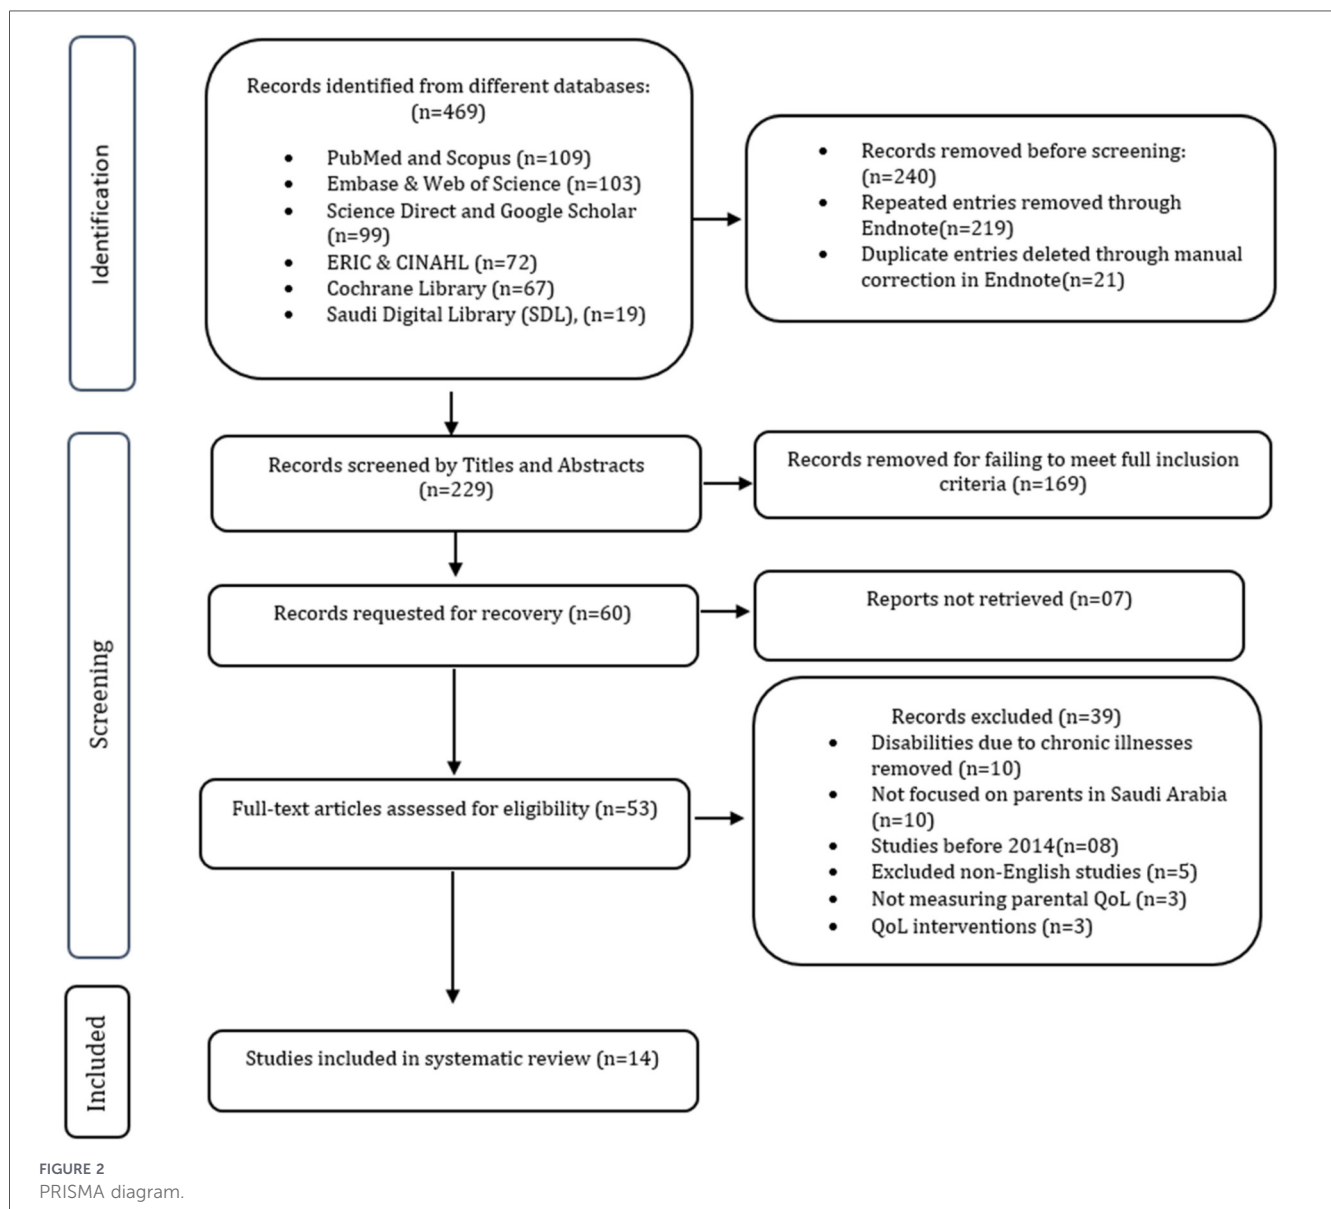 Identification
Records identified from different databases:
(n=469)
• PubMed and Scopus (n=109)
• Embase & Web of Science (n=103)
• Science Direct and Google Scholar
(n=99)
• ERIC & CINAHL (n=72)
• Cochrane Library (n=67)
• Saudi Digital Library (SDL), (n=19)
• Records removed before screening:
(n=240)
• Repeated entries removed through
Endnote(n=219)
• Duplicate entries deleted through manual
correction in Endnote(n=21)
Screening
Records screened by Titles and Abstracts
(n=229)
Records removed for failing to meet full inclusion
criteria (n=169)
Records requested for recovery (n=60)
Reports not retrieved (n=07)
Full-text articles assessed for eligibility (n=53)
Records excluded (n=39)
• Disabilities due to chronic illnesses
removed (n=10)
• Not focused on parents in Saudi Arabia
(n=10)
• Studies before 2014(n=08)
• Excluded non-English studies (n=5)
• Not measuring parental QoL (n=3)
• QoL interventions (n=3)
Included
Studies included in systematic review (n=14)
FIGURE 2
PRISMA diagram.